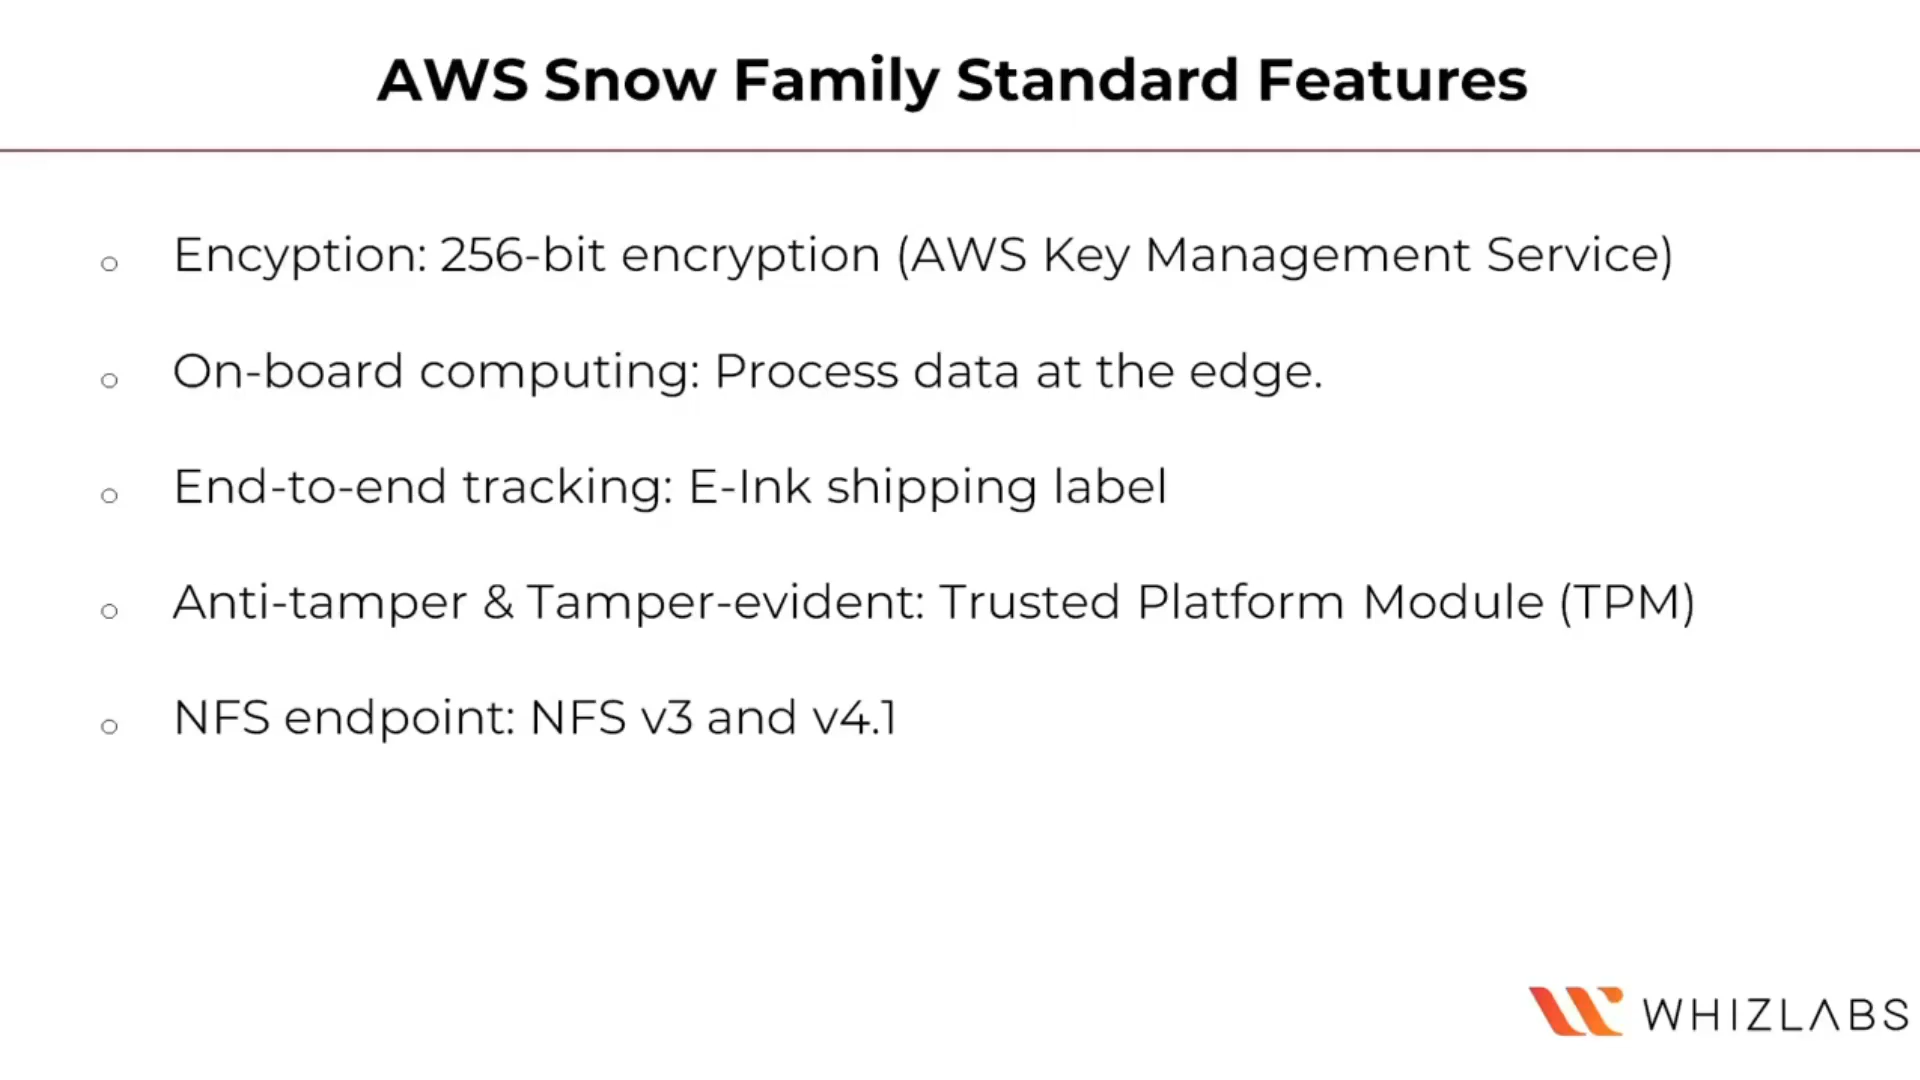 AWS Snow Family Standard Features
Encyption: 256-bit encryption (AWS Key Management Service)
On-board computing: Process data at the edge.
End-to-end tracking: E-Ink shipping label
Anti-tamper & Tamper-evident: Trusted Platform Module (TPM)
NFS endpoint: NFS v3 and v4.1
WHIZLABS